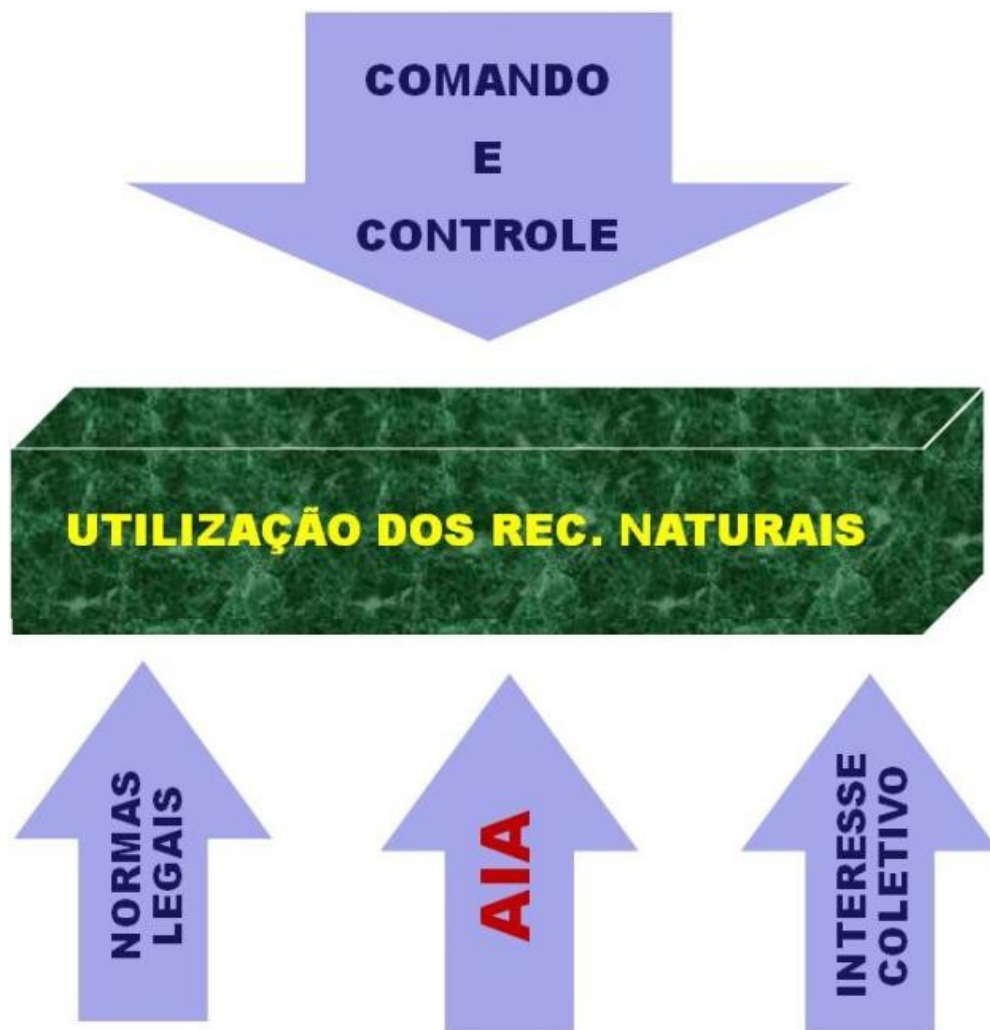 COMANDO
E
CONTROLE
UTILIZAÇÃO DOS REC. NATURAIS
NORMAS
LEGAIS
AIA
INTERESSE
COLETIVO